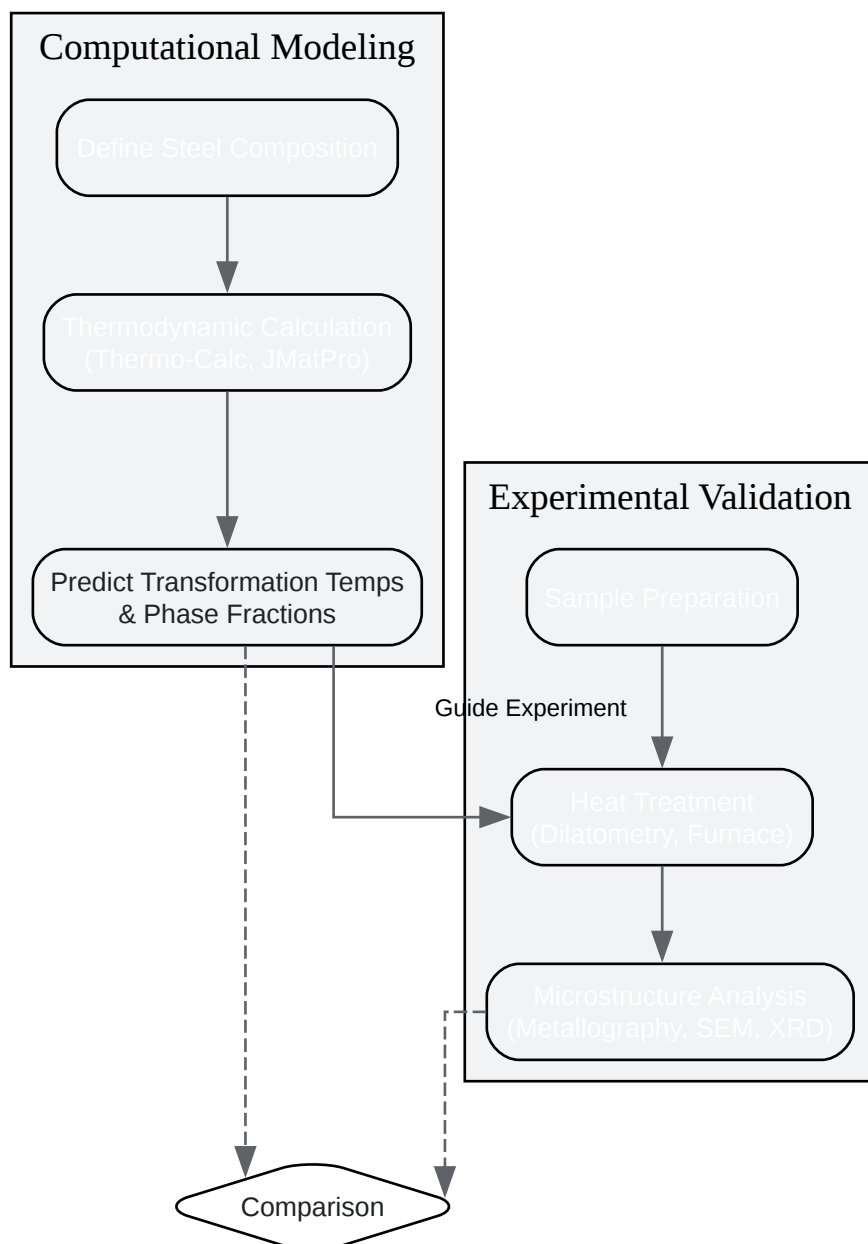 Computational Modeling
Define Steel Composition
Thermodynamic Calculation
(Thermo-Calc, JMatPro)
Predict Transformation Temps
& Phase Fractions
Experimental Validation
Sample Preparation
Guide Experiment
Heat Treatment
(Dilatometry, Furnace)
Microstructure Analysis
(Metallography, SEM, XRD)
Comparison